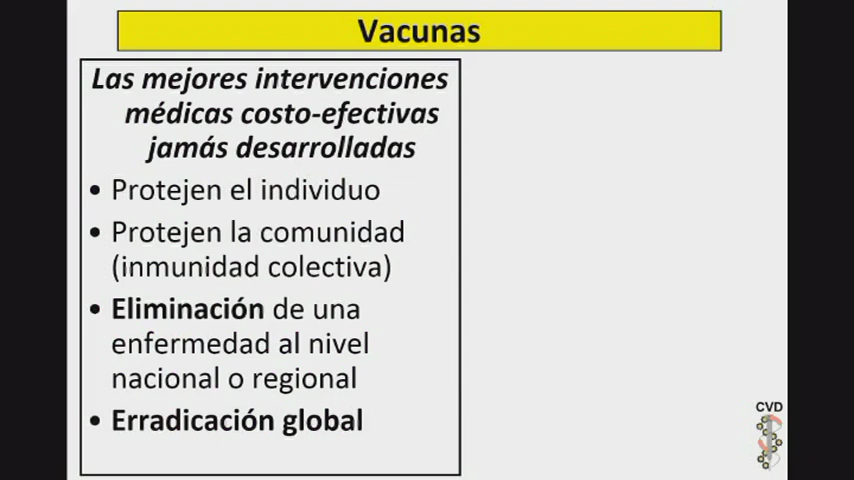 Vacunas
Las mejores intervenciones
médicas costo-efectivas
jamás desarrolladas
• Protejen el individuo
• Protejen la comunidad
(inmunidad colectiva)
• Eliminación de una
enfermedad al nivel
nacional o regional
• Erradicación global
CVD